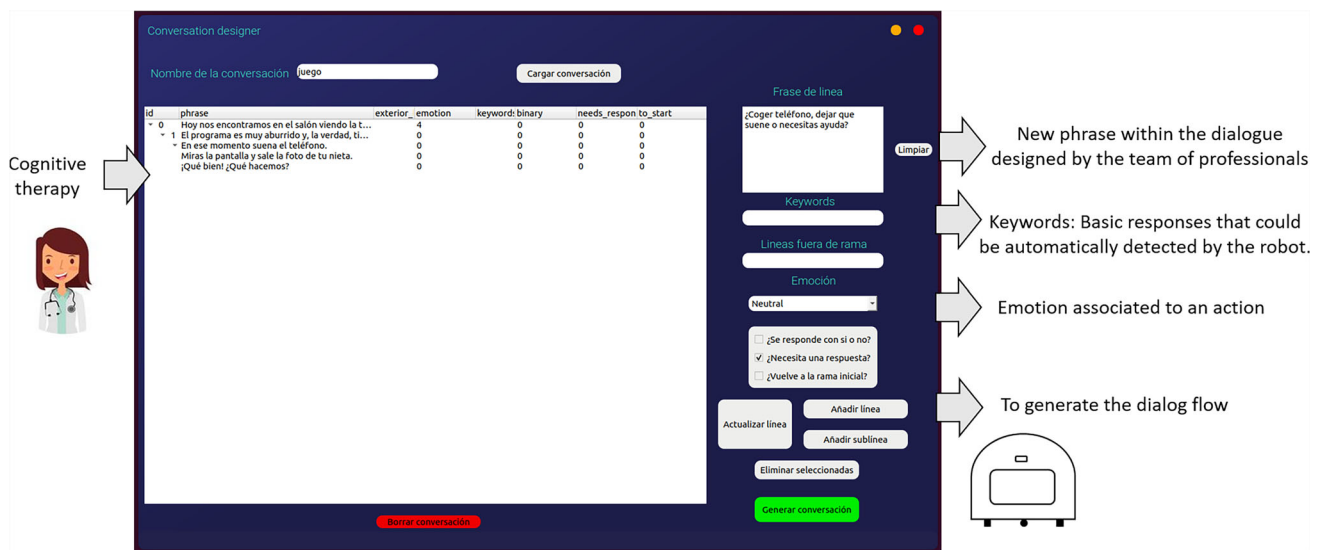 Conversation designer
Nombre de la conversación juego Cargar conversación
id phrase exterior_ emotion keyword: binary needs_respon to_start
0 Hoy nos encontramos en el salón viendo la t... 4 0 0 0
1 El programa es muy aburrido y, la verdad, ti... 0 0 0 0
En ese momento suena el teléfono. 0 0 0 0
Miras la pantalla y sale la foto de tu nieta. 0 0 0 0
¡Qué bien! ¿Qué hacemos? 0 0 0 0
Borrar conversación
Frase de linea
¿Coger teléfono, dejar que
suene o necesitas ayuda?
Limpiar
Keywords
Lineas fuera de rama
Emoción
Neutral
¿Se responde con si o no?
¿Necesita una respuesta?
¿Vuelve a la rama inicial?
Actualizar línea
Añadir línea
Añadir sublínea
Eliminar seleccionadas
Generar conversación
Cognitive
therapy
New phrase within the dialogue
designed by the team of professionals
Keywords: Basic responses that could
be automatically detected by the robot.
Emotion associated to an action
To generate the dialog flow